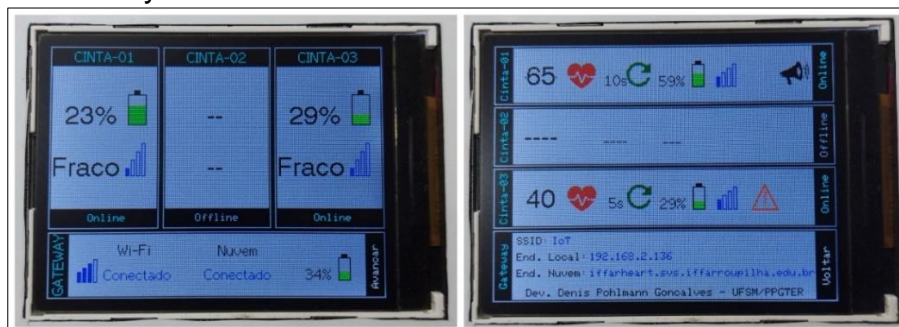 CINTA-01 CINTA-02 CINTA-03
23% -- 29%
Fraco -- Fraco
Online Offline Online
GATEWAY
Wi-Fi Nuvem
Conectado Conectado 34%
Avancar
Cinta-01
65 10s 59%
Online
Cinta-02
---- ---- ---
Offline
Cinta-03
40 5s 29%
Online
Gateway
SSID: IoT
End. Local: 192.168.2.136
End. Nuvem: iffarheart.svs.iffarroupilha.edu.br
Dev. Denis Pohlmann Goncalves - UFSM/PPGTER
Voltar